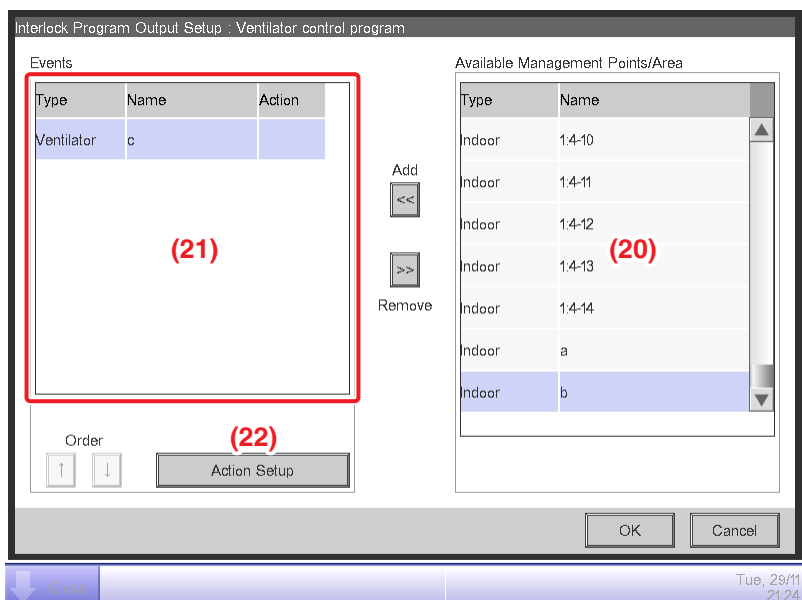 Interlock Program Output Setup : Ventilator control program
Events
Available Management Points/Area
Type Name Action
Ventilator c
(21)
Add
<<
>>
Remove
Type Name
Indoor 1:4-10
Indoor 1:4-11
Indoor 1:4-12
Indoor 1:4-13
(20)
Indoor 1:4-14
Indoor a
Indoor b
Order
↑ ↓
(22)
Action Setup
OK Cancel
Close
Tue, 29/11
21:24